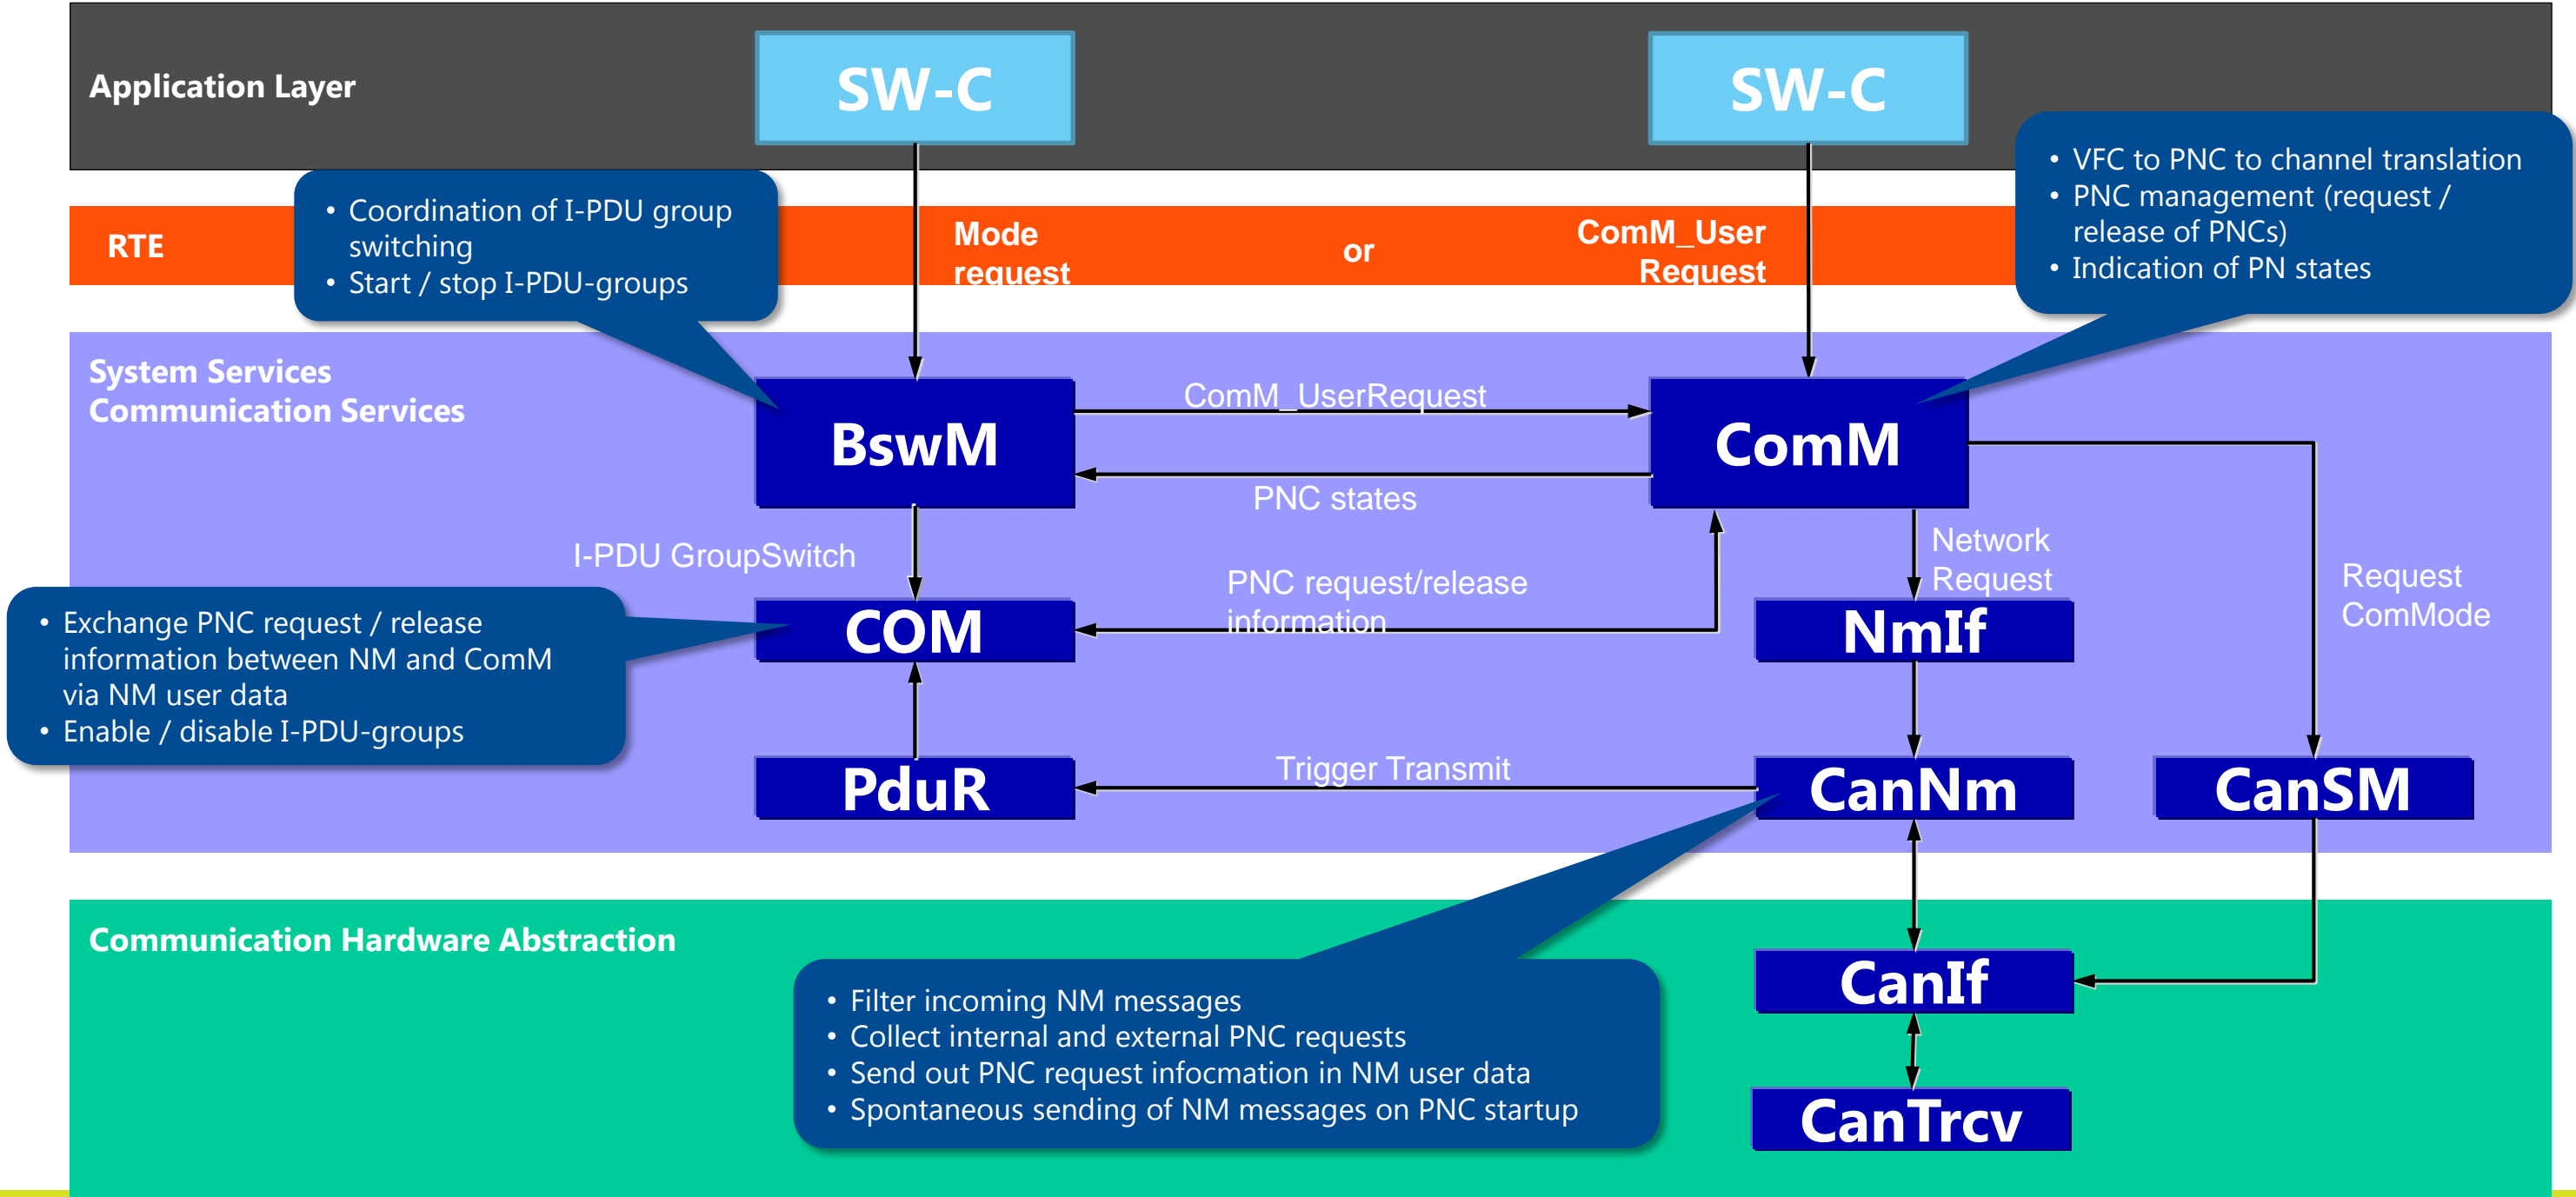 Application Layer
SW-C
SW-C
• VFC to PNC to channel translation
• PNC management (request /
release of PNCs)
• Indication of PN states
• Coordination of I-PDU group
switching
• Start / stop I-PDU-groups
RTE
Mode
request
or
ComM_User
Request
System Services
Communication Services
BswM
ComM_UserRequest
ComM
PNC states
I-PDU GroupSwitch
PNC request/release
information
Network
Request
Request
ComMode
• Exchange PNC request / release
information between NM and ComM
via NM user data
• Enable / disable I-PDU-groups
COM
NmIf
PduR
Trigger Transmit
CanNm
CanSM
Communication Hardware Abstraction
• Filter incoming NM messages
• Collect internal and external PNC requests
• Send out PNC request infocmation in NM user data
• Spontaneous sending of NM messages on PNC startup
CanIf
CanTrcv